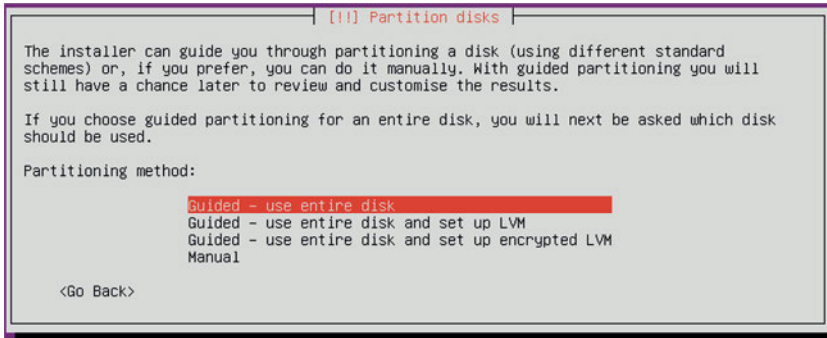 [!!] Partition disks
The installer can guide you through partitioning a disk (using different standard
schemes) or, if you prefer, you can do it manually. With guided partitioning you will
still have a chance later to review and customise the results.
If you choose guided partitioning for an entire disk, you will next be asked which disk
should be used.
Partitioning method:
Guided – use entire disk
Guided – use entire disk and set up LVM
Guided – use entire disk and set up encrypted LVM
Manual
<Go Back>